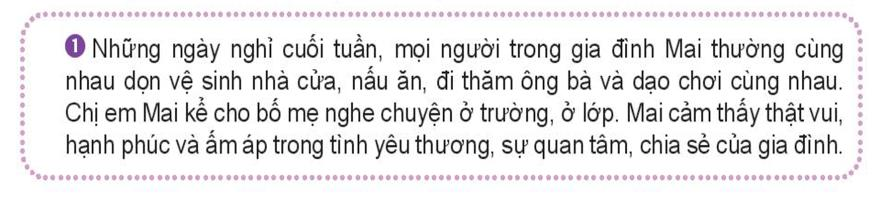 1 Những ngày nghỉ cuối tuần, mọi người trong gia đình Mai thường cùng
nhau dọn vệ sinh nhà cửa, nấu ăn, đi thăm ông bà và dạo chơi cùng nhau.
Chị em Mai kể cho bố mẹ nghe chuyện ở trường, ở lớp. Mai cảm thấy thật vui,
hạnh phúc và ấm áp trong tình yêu thương, sự quan tâm, chia sẻ của gia đình.